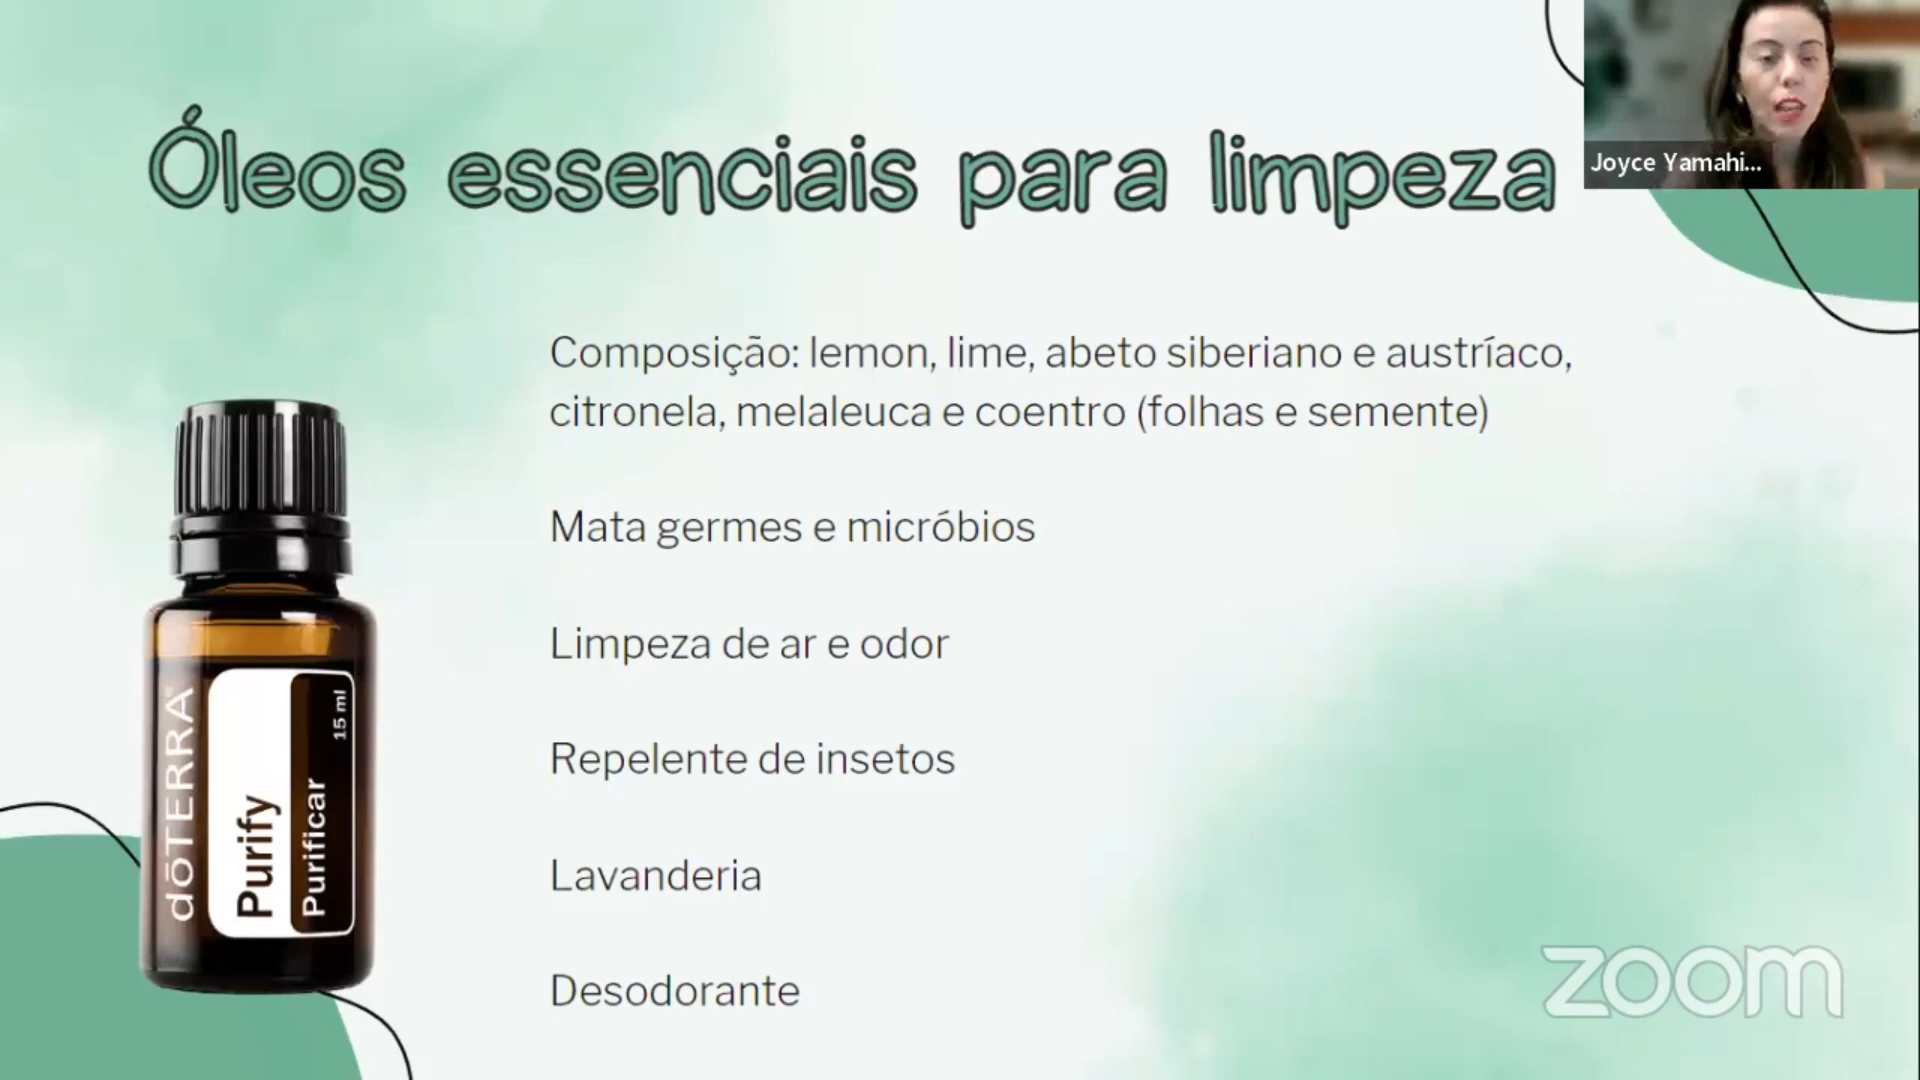 Óleos essenciais para limpeza
Joyce Yamahi...
Composição: lemon, lime, abeto siberiano e austríaco,
citronela, melaleuca e coentro (folhas e semente)
Mata germes e micróbios
Limpeza de ar e odor
Repelente de insetos
Lavanderia
Desodorante
dōTERRA
Purify
Purificar
15 ml
zoom